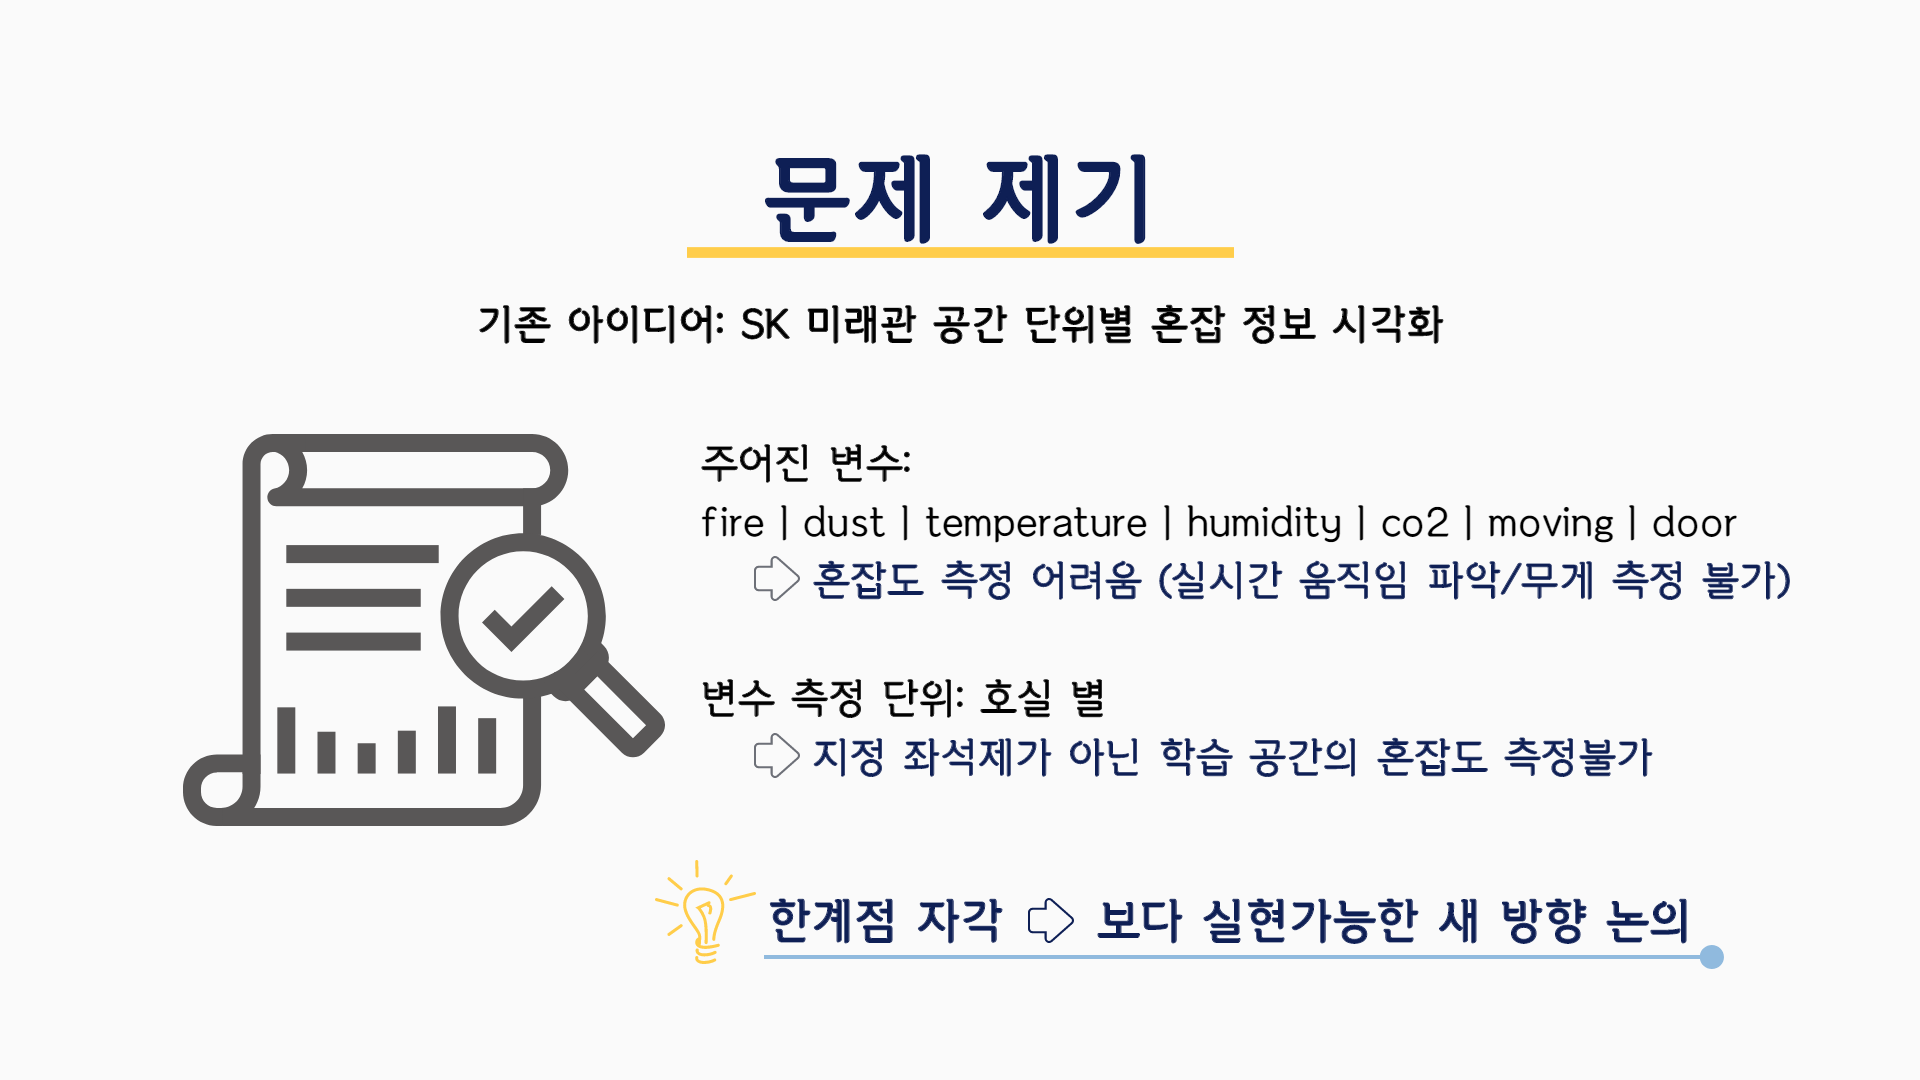 문제 제기
기존 아이디어: SK 미래관 공간 단위별 혼잡 정보 시각화
주어진 변수:
fire | dust | temperature | humidity | co2 | moving | door
혼잡도 측정 어려움 (실시간 움직임 파악/무게 측정 불가)
변수 측정 단위: 호실 별
지정 좌석제가 아닌 학습 공간의 혼잡도 측정불가
한계점 자각 ⇨ 보다 실현가능한 새 방향 논의